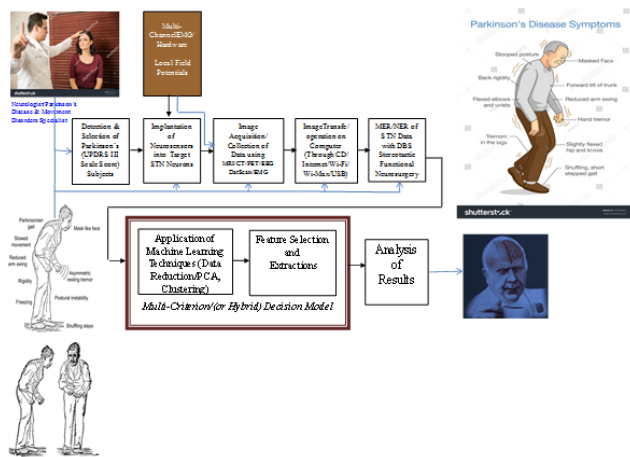 Multi-
Channel EMG/
Hardware
Local Field
Potentials
Parkinson's Disease Symptoms
Stooped posture
Masked Face
Back rigidity
Forward tilt of trunk
Flexed elbows
and wrists
Reduced arm swing
Hand tremor
Tremors
in the legs
Slightly flexed
hip and knees
Shuffling, short
stepped gait
shutterstock
shutterstock
Neurologist Parkinson's
Disease & Movement
Disorders Specialist
Detection &
Selection of
Parkinson's
(UPDRS III
Scale Score)
Subjects
Implantation
of
Neurosensors
into Target
STN Neurons
Image
Acquisition/
Collection of
Data using
MRI/CT/PET/EEG
DatScan/EMG
Image Transfe/
operation on
Computer
(Through CD/
Internet/Wi-Fi/
Wi-Max/USB)
MER/NER of
STN Data
with DBS
Stereotactic
Functional
Neurosurgery
Parkinsonian
gait
Mask-like face
Slowed
movement
Reduced
arm swing
Asymmetric
resting tremor
Rigidity
Postural instability
Freezing
Shuffling steps
Application of
Machine Learning
Techniques (Data
Reduction/PCA,
Clustering)
Feature Selection
and
Extractions
Multi-Criterion/(or Hybrid) Decision Model
Analysis
of
Results